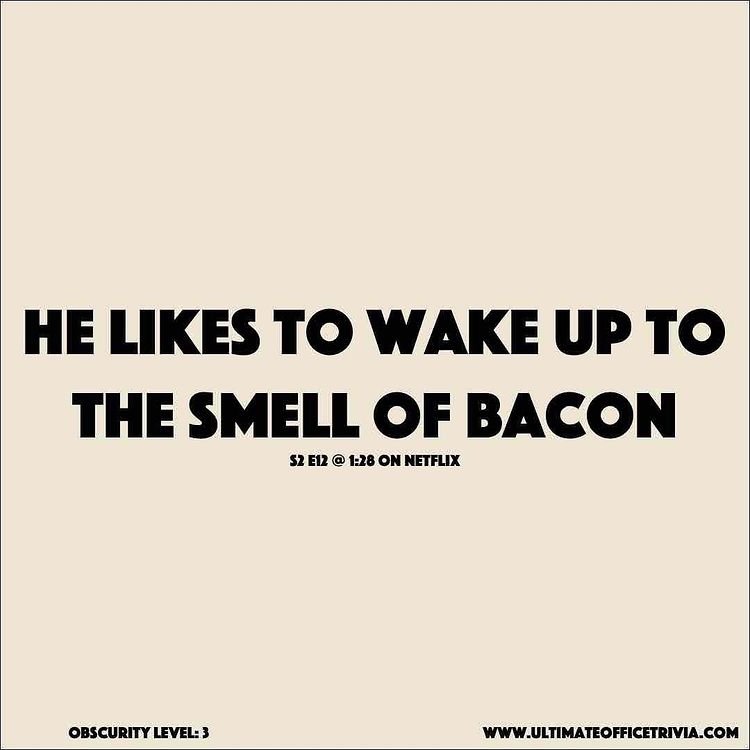 HE LIKES TO WAKE UP TO
THE SMELL OF BACON
S2 E12 @ 1:28 ON NETFLIX
OBSCURITY LEVEL: 3
WWW.ULTIMATEOFFICETRIVIA.COM